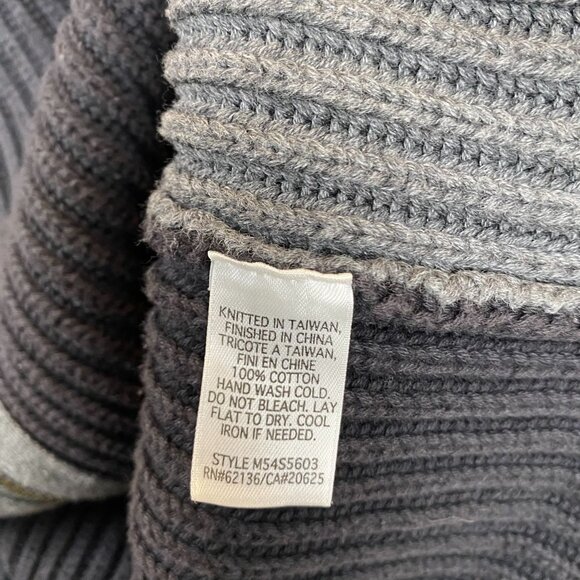 KNITTED IN TAIWAN,
FINISHED IN CHINA
TRICOTE A TAIWAN,
FINI EN CHINE
100% COTTON
HAND WASH COLD.
DO NOT BLEACH. LAY
FLAT TO DRY. COOL
IRON IF NEEDED.
STYLE M54S5603
RN#62136/CA#20625